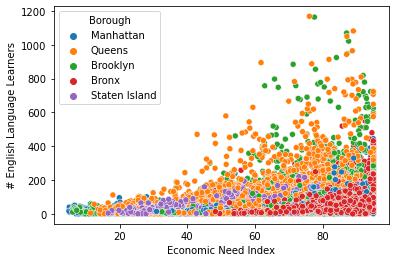 1200
1000
800
600
400
200
0
# English Language Learners
Borough
Manhattan
Queens
Brooklyn
Bronx
Staten Island
20 40 60 80
Economic Need Index